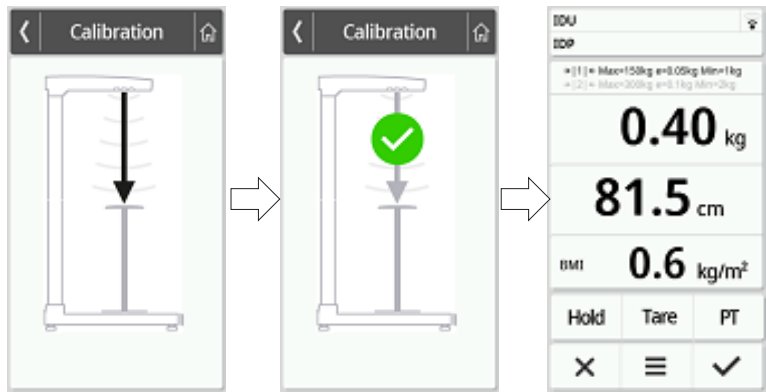 Calibration
Calibration
IDU
IDP
[1] Max=150kg e=0.05kg Min=1kg
[2] Max=300kg e=0.1kg Min=2kg
0.40 kg
81.5 cm
BMI 0.6 kg/m²
Hold Tare PT